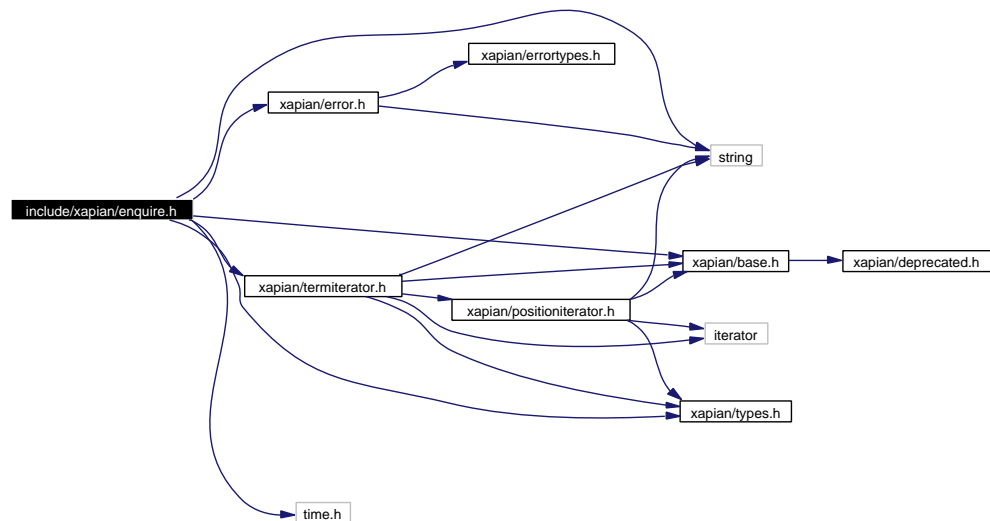 xapian/errortypes.h
xapian/error.h
string
include/xapian/enquire.h
xapian/base.h
xapian/deprecated.h
xapian/termiterator.h
xapian/positioniterator.h
iterator
xapian/types.h
time.h